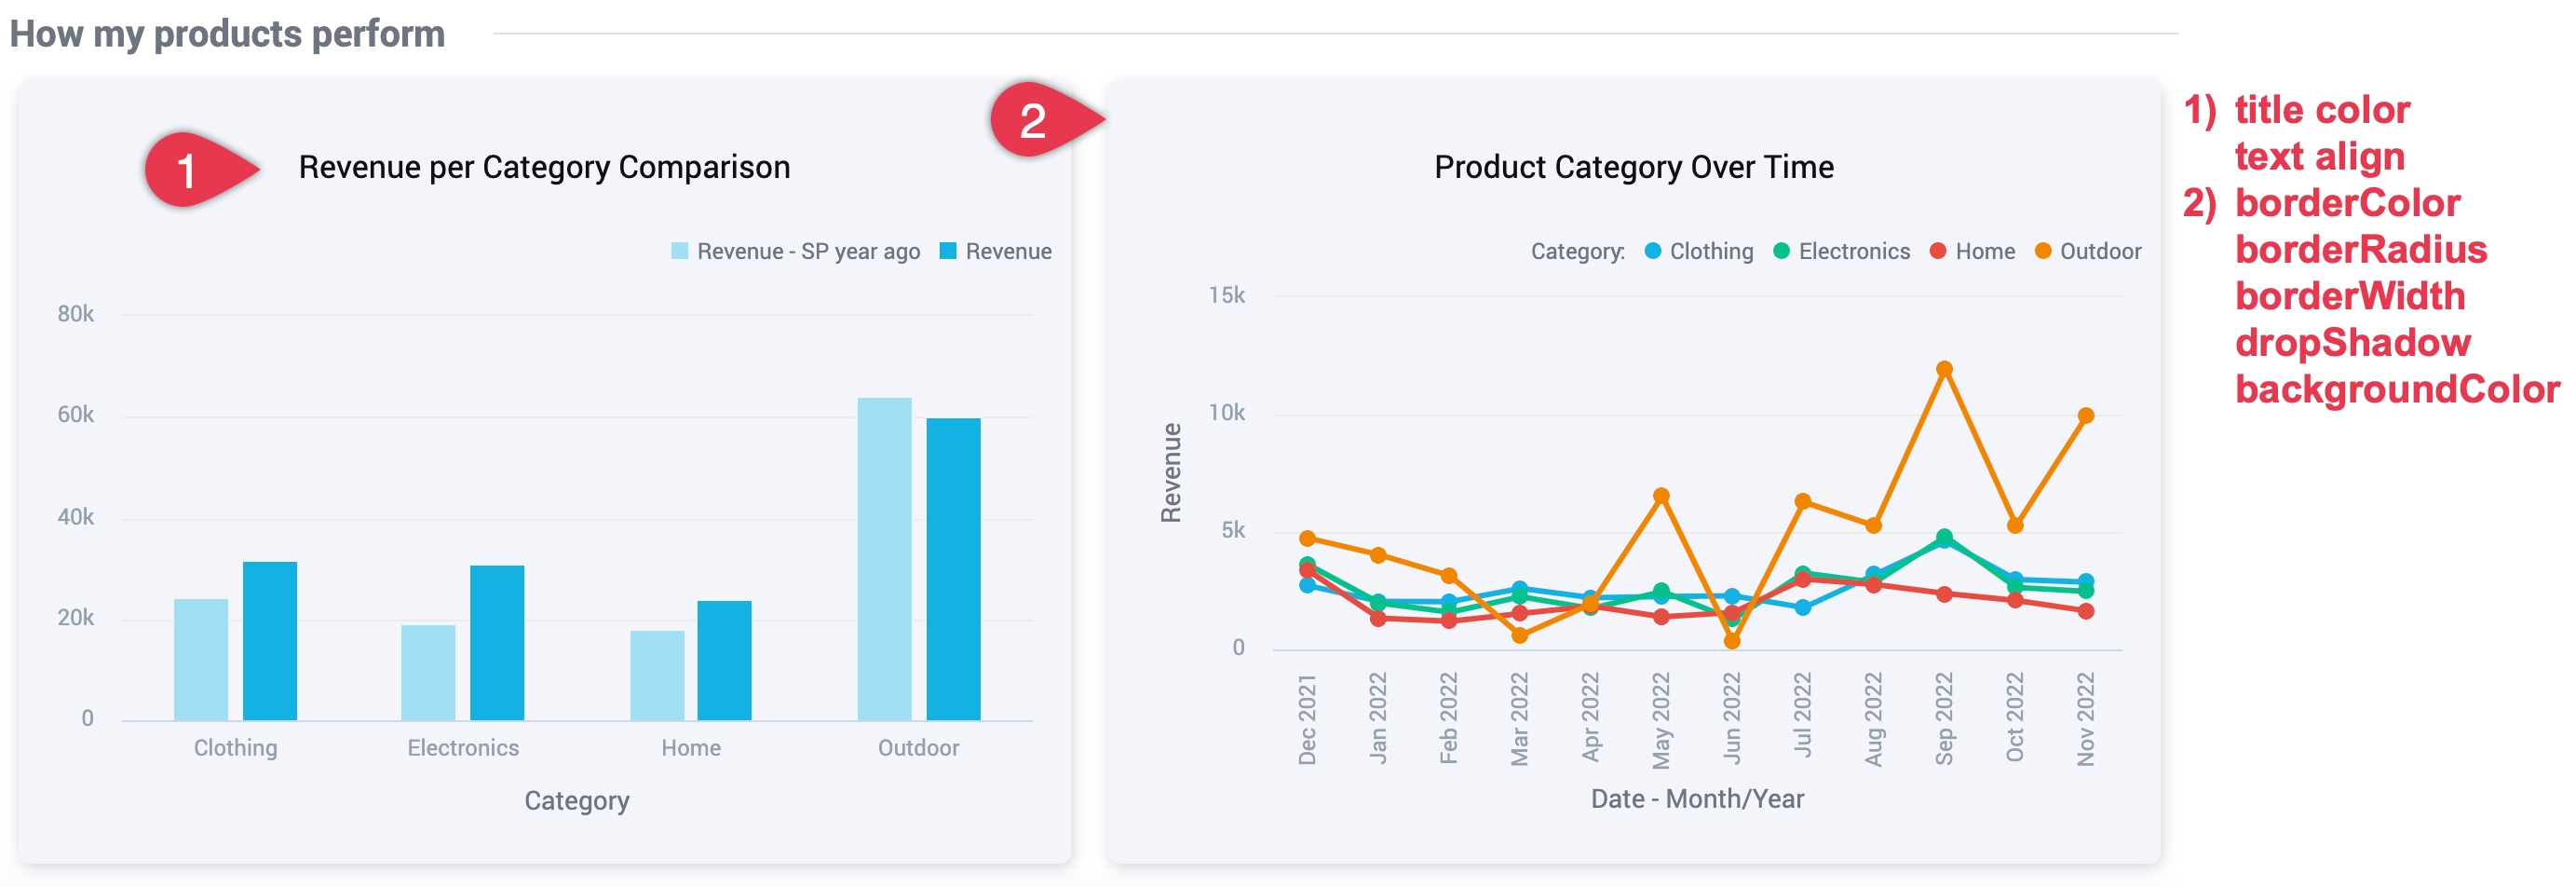 How my products perform
1
Revenue per Category Comparison
Revenue - SP year ago
Revenue
80k
60k
40k
20k
0
Clothing
Electronics
Home
Outdoor
Category
2
Product Category Over Time
Category:
Clothing
Electronics
Home
Outdoor
15k
10k
5k
0
Revenue
Dec 2021
Jan 2022
Feb 2022
Mar 2022
Apr 2022
May 2022
Jun 2022
Jul 2022
Aug 2022
Sep 2022
Oct 2022
Nov 2022
Date - Month/Year
1) title color
text align
2) borderColor
borderRadius
borderWidth
dropShadow
backgroundColor